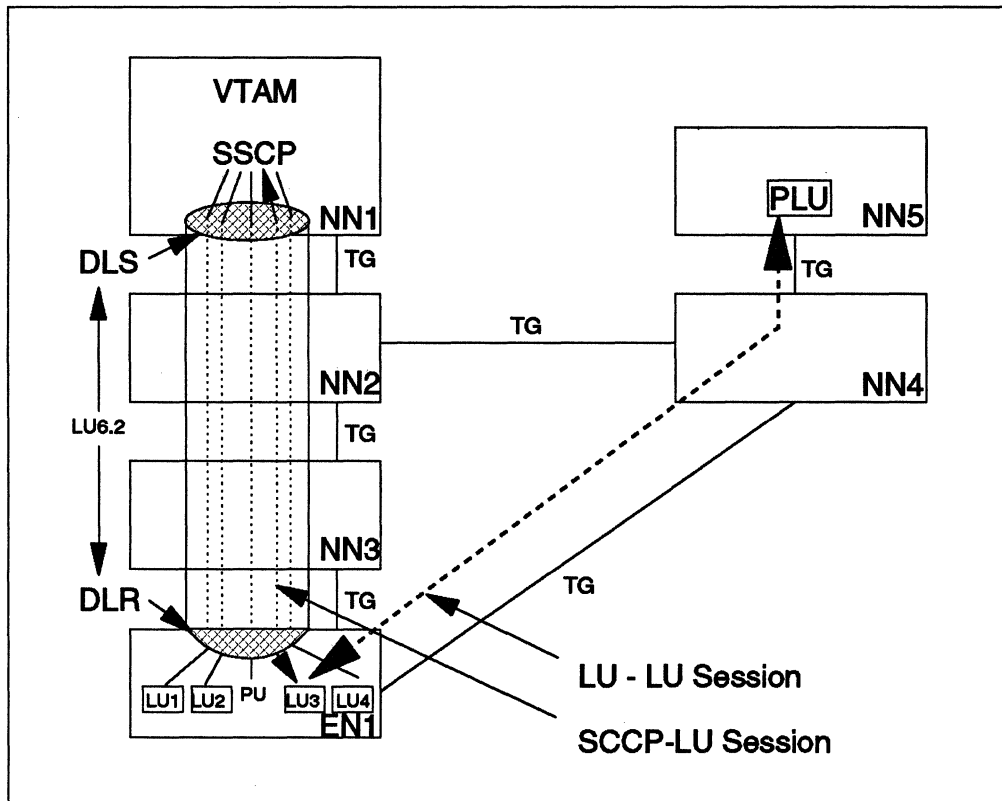 VTAM
SSCP
NN1
PLU
NN5
DLS
TG
TG
TG
NN2
NN4
LU6.2
TG
NN3
DLR
TG
TG
LU1
LU2
PU
LU3
LU4
EN1
LU - LU Session
SCCP-LU Session